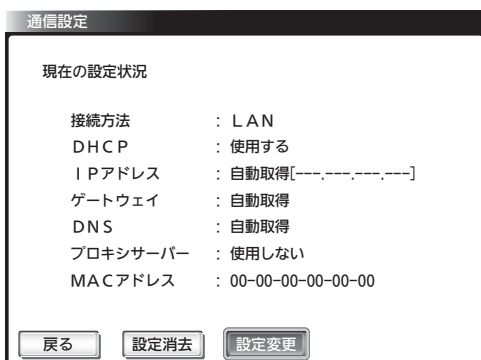 通信設定
現在の設定状況
接続方法 : ＬＡＮ
ＤＨＣＰ : 使用する
ＩＰアドレス : 自動取得[---.---.---.---]
ゲートウェイ : 自動取得
ＤＮＳ : 自動取得
プロキシサーバー : 使用しない
ＭＡＣアドレス : 00-00-00-00-00-00
戻る 設定消去 設定変更